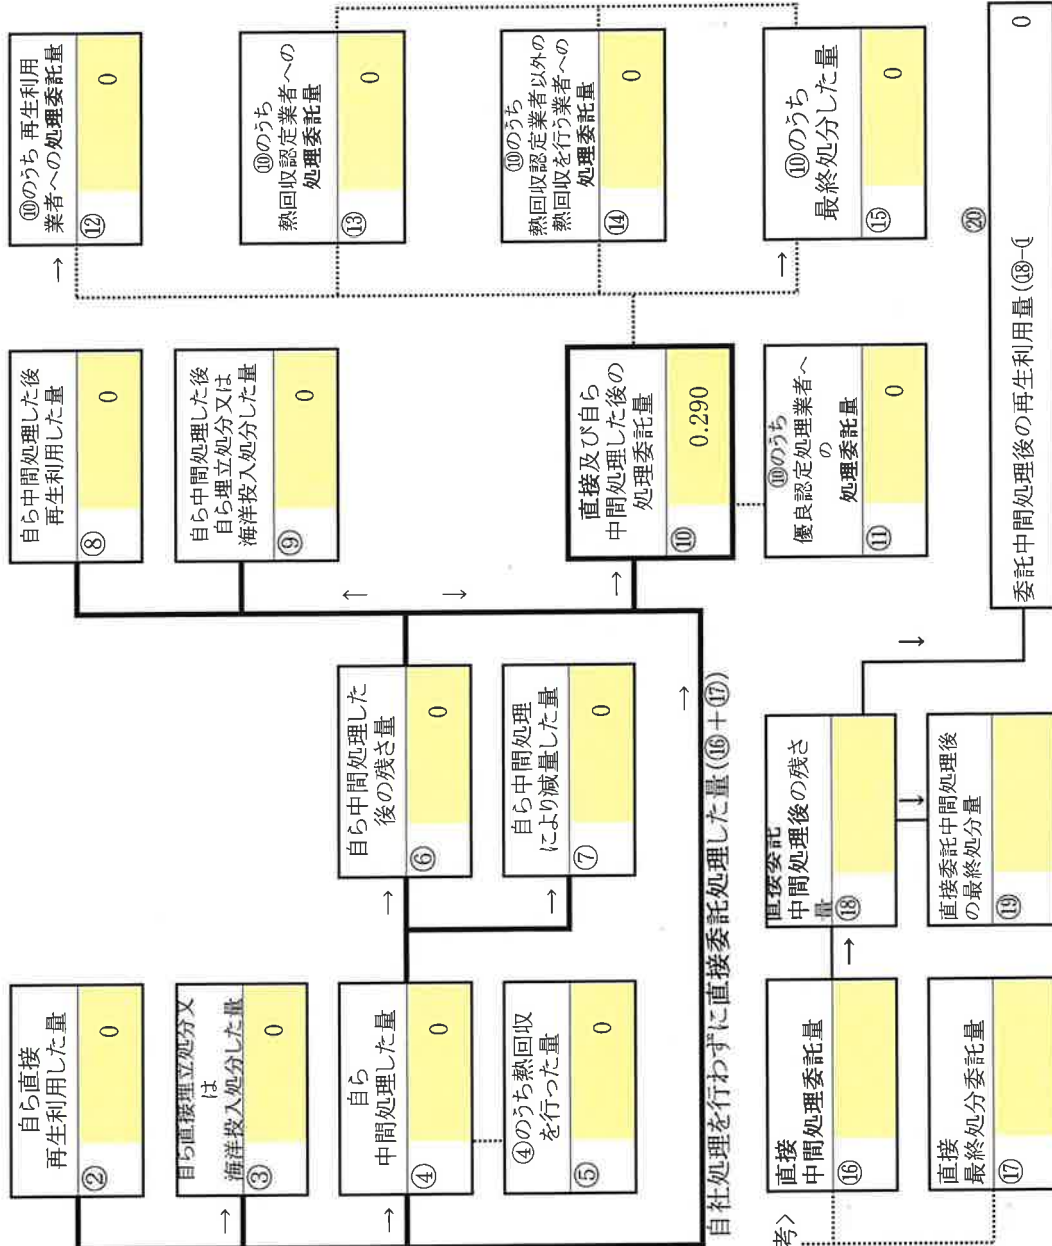 自ら直接
再生利用した量
②
0
自ら直接埋立処分又
は
海洋投入処分した量
→
③
0
自ら
中間処理した量
→
④
0
④のうち熱回収
を行った量
⑤
0
自ら中間処理した
後の残さ量
→
⑥
0
自ら中間処理
により減量した量
→
⑦
0
自ら中間処理した後
再生利用した量
⑧
0
自ら中間処理した後
自ら埋立処分又は
海洋投入処分した量
⑨
0
↑
↓
直接及び自ら
中間処理した後の
処理委託量
→
⑩
0.290
⑩のうち
優良認定処理業者へ
の
処理委託量
⑪
0
→
⑩のうち 再生利用
業者への処理委託量
⑫
0
⑩のうち
熱回収認定業者への
処理委託量
⑬
0
⑩のうち
熱回収認定業者以外の
熱回収を行う業者への
処理委託量
⑭
0
→
⑩のうち
最終処分した量
⑮
0
→
自社処理を行わずに直接委託処理した量(⑯+⑰)
考>
直接
中間処理委託量
⑯
直接
最終処分委託量
⑰
→
直接委託
中間処理後の残さ
量
⑱
↓
直接委託中間処理後
の最終処分量
⑲
↓
⑳
委託中間処理後の再生利用量(⑱-
0